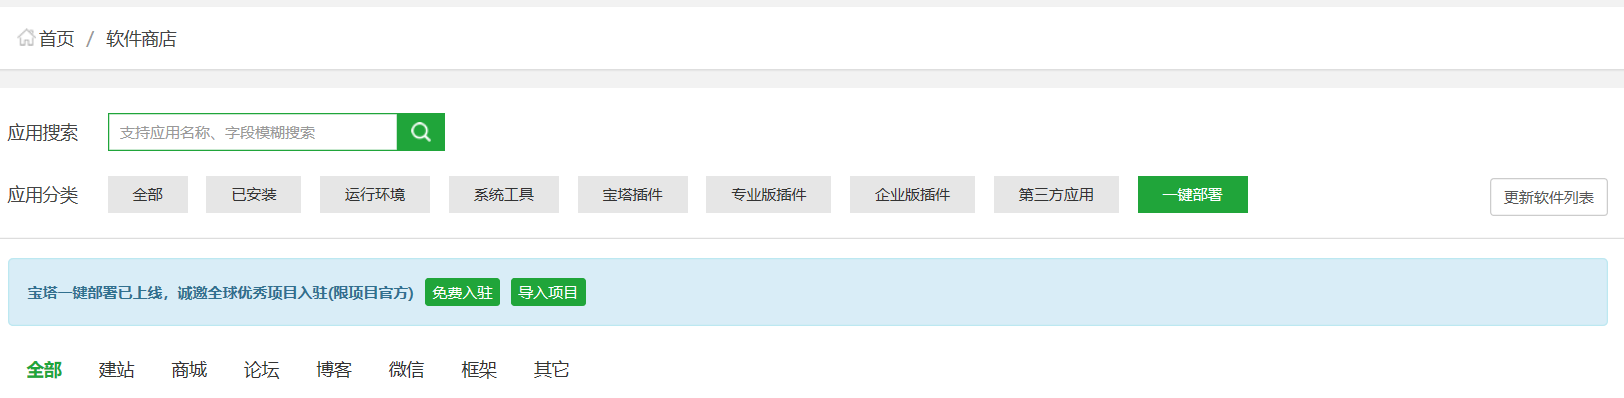 首页 / 软件商店
应用搜索 支持应用名称、字段模糊搜索
应用分类 全部 已安装 运行环境 系统工具 宝塔插件 专业版插件 企业版插件 第三方应用 一键部署 更新软件列表
宝塔一键部署已上线，诚邀全球优秀项目入驻(限项目官方) 免费入驻 导入项目
全部 建站 商城 论坛 博客 微信 框架 其它